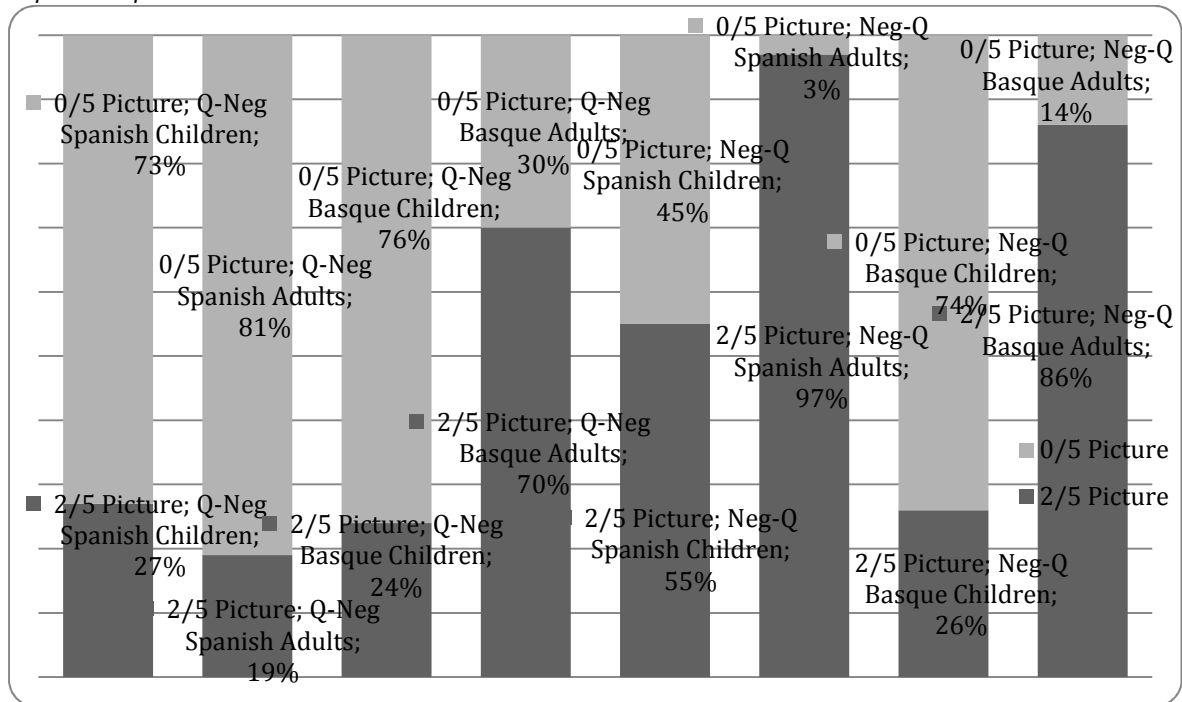 0/5 Picture; Q-Neg
Spanish Children;
73%
0/5 Picture; Q-Neg
Spanish Adults;
81%
0/5 Picture; Q-Neg
Basque Children;
76%
0/5 Picture; Q-Neg
Basque Adults;
30%
0/5 Picture; Neg-Q
Spanish Children;
45%
0/5 Picture; Neg-Q
Spanish Adults;
3%
0/5 Picture; Neg-Q
Basque Children;
74%
0/5 Picture; Neg-Q
Basque Adults;
14%
2/5 Picture; Q-Neg
Spanish Children;
27%
2/5 Picture; Q-Neg
Spanish Adults;
19%
2/5 Picture; Q-Neg
Basque Children;
24%
2/5 Picture; Q-Neg
Basque Adults;
70%
2/5 Picture; Neg-Q
Spanish Children;
55%
2/5 Picture; Neg-Q
Spanish Adults;
97%
2/5 Picture; Neg-Q
Basque Children;
26%
2/5 Picture; Neg-Q
Basque Adults;
86%
0/5 Picture
2/5 Picture